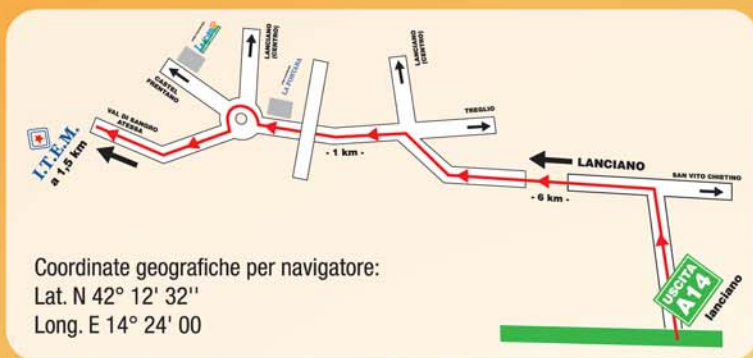 LANCIANO
(CENTRO)
LANCIANO
(CENTRO)
CASTEL
FRENTANO
LA FONTANA
VAL DI SANGRO
ATESSA
TREGLIO
I.T.E.M.
a 1,5 km
- 1 km -
LANCIANO
SAN VITO CHIETINO
- 6 km -
USCITA
A14
lanciano
Coordinate geografiche per navigatore:
Lat. N 42° 12' 32''
Long. E 14° 24' 00